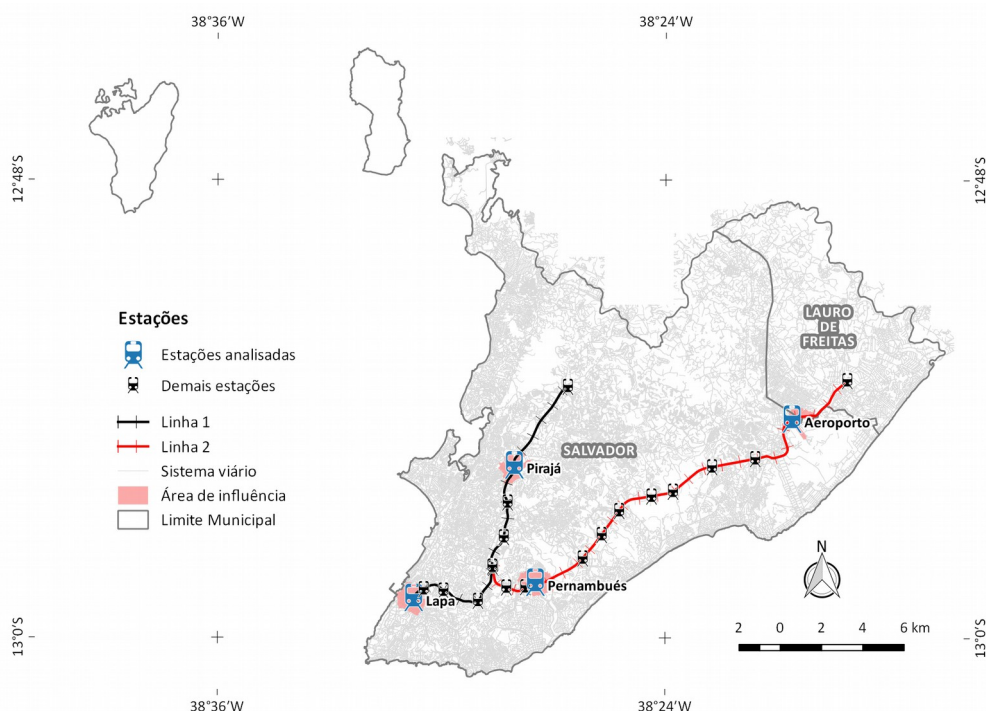 38°36'W
38°24'W
12°48'S
12°48'S
LAURO
DE
FREITAS
Estações
Estações analisadas
Demais estações
Linha 1
Linha 2
Sistema viário
Área de influência
Limite Municipal
Aeroporto
SALVADOR
Pirajá
Pernambués
Lapa
N
2 0 2 4 6 km
13°0'S
13°0'S
38°36'W
38°24'W